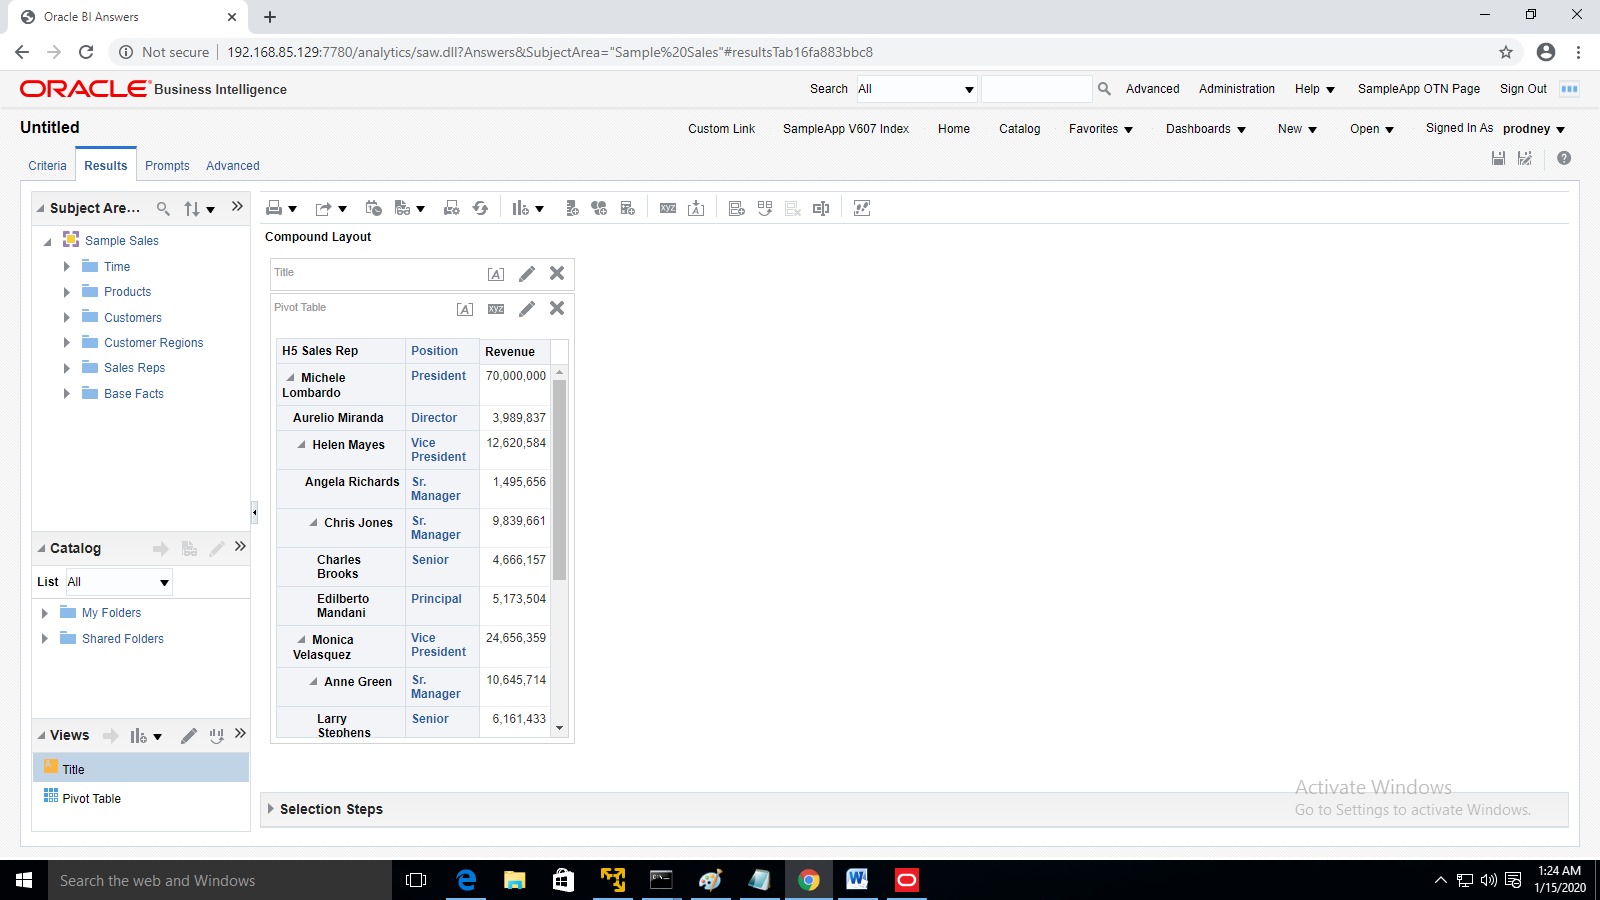 Oracle BI Answers
Not secure
192.168.85.129:7780/analytics/saw.dll?Answers&SubjectArea="Sample%20Sales"#resultsTab16fa883bbc8
ORACLE Business Intelligence
Search All Advanced Administration Help SampleApp OTN Page Sign Out
Untitled
Custom Link SampleApp V607 Index Home Catalog Favorites Dashboards New Open Signed In As prodney
Criteria Results Prompts Advanced
Subject Are...
Sample Sales
Time
Products
Customers
Customer Regions
Sales Reps
Base Facts
Catalog
List All
My Folders
Shared Folders
Views
Title
Pivot Table
xyz
Compound Layout
Title
Pivot Table
xyz
H5 Sales Rep Position Revenue
Michele Lombardo President 70,000,000
Aurelio Miranda Director 3,989,837
Helen Mayes Vice President 12,620,584
Angela Richards Sr. Manager 1,495,656
Chris Jones Sr. Manager 9,839,661
Charles Brooks Senior 4,666,157
Edilberto Mandani Principal 5,173,504
Monica Velasquez Vice President 24,656,359
Anne Green Sr. Manager 10,645,714
Larry Stephens Senior 6,161,433
Selection Steps
Activate Windows
Go to Settings to activate Windows.
Search the web and Windows
1:24 AM
1/15/2020